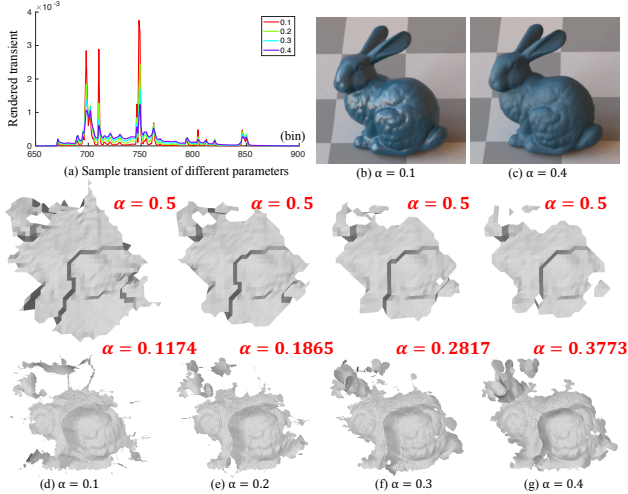 4 ×10⁻³
Rendered transient
2
0
0.1
0.2
0.3
0.4
(bin)
650 700 750 800 850 900
(a) Sample transient of different parameters
(b) α = 0.1
(c) α = 0.4
α = 0.5 α = 0.5 α = 0.5 α = 0.5
α = 0.1174 α = 0.1865 α = 0.2817 α = 0.3773
(d) α = 0.1 (e) α = 0.2 (f) α = 0.3 (g) α = 0.4